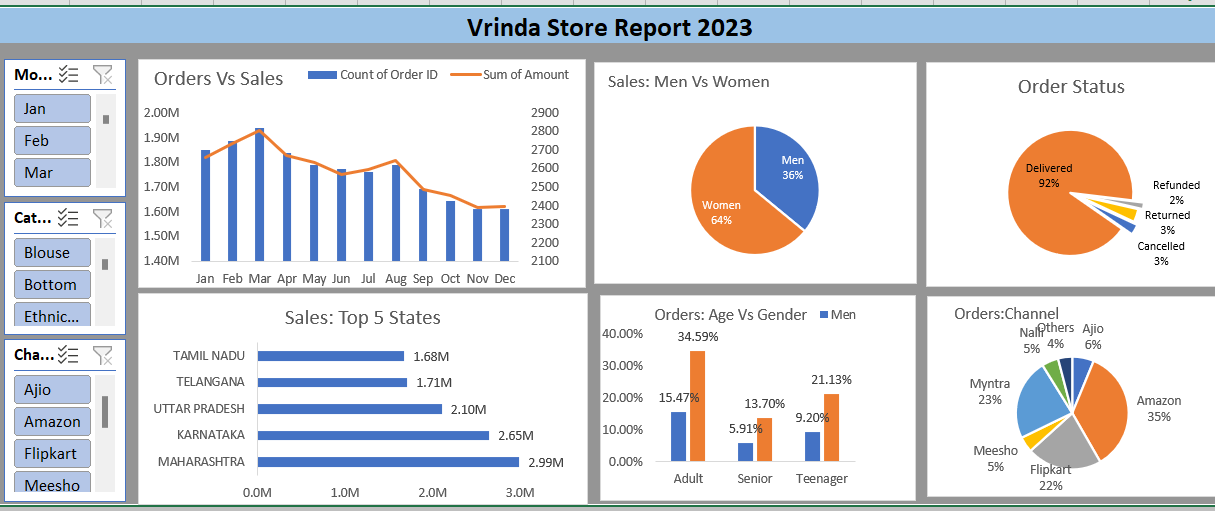 Vrinda Store Report 2023
Mo...
Jan
Feb
Mar
Cat...
Blouse
Bottom
Ethnic...
Cha...
Ajio
Amazon
Flipkart
Meesho
Orders Vs Sales
Count of Order ID
Sum of Amount
2.00M
1.90M
1.80M
1.70M
1.60M
1.50M
1.40M
2900
2800
2700
2600
2500
2400
2300
2200
2100
Jan Feb Mar Apr May Jun Jul Aug Sep Oct Nov Dec
Sales: Men Vs Women
Men
36%
Women
64%
Order Status
Delivered
92%
Refunded
2%
Returned
3%
Cancelled
3%
Sales: Top 5 States
TAMIL NADU 1.68M
TELANGANA 1.71M
UTTAR PRADESH 2.10M
KARNATAKA 2.65M
MAHARASHTRA 2.99M
0.0M 1.0M 2.0M 3.0M
Orders: Age Vs Gender
Men
40.00%
30.00%
20.00%
10.00%
0.00%
15.47%
34.59%
5.91%
13.70%
9.20%
21.13%
Adult Senior Teenager
Orders:Channel
Nalli
5%
Others
4%
Ajio
6%
Myntra
23%
Amazon
35%
Meesho
5%
Flipkart
22%